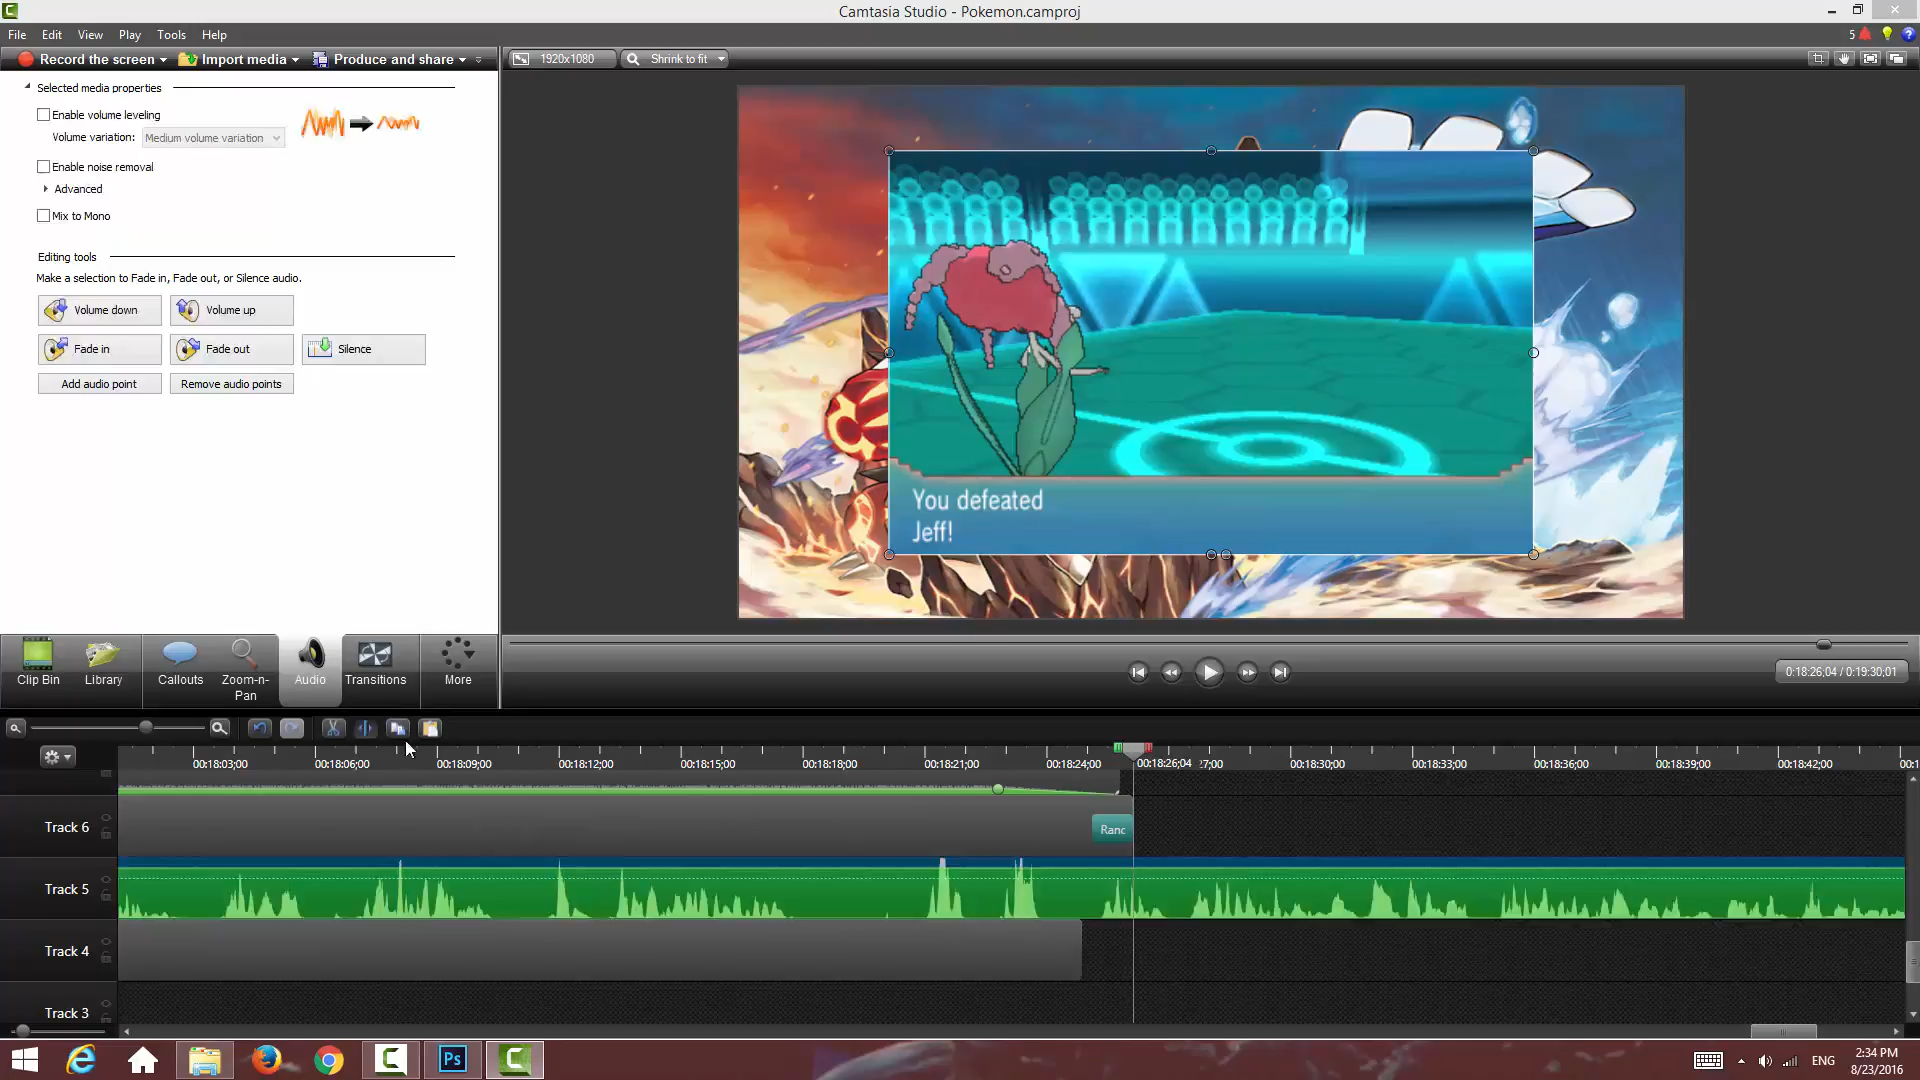 Camtasia Studio - Pokemon.camproj
File Edit View Play Tools Help 5
Record the screen Import media Produce and share 1920x1080 Shrink to fit
Selected media properties
Enable volume leveling
Volume variation: Medium volume variation
Enable noise removal
Advanced
Mix to Mono
Editing tools
Make a selection to Fade in, Fade out, or Silence audio.
Volume down Volume up
Fade in Fade out Silence
Add audio point Remove audio points
You defeated
Jeff!
Clip Bin Library Callouts Zoom-n-Pan Audio Transitions More
0:18:26;04 / 0:19:30;01
00:18:03;00 00:18:06;00 00:18:09;00 00:18:12;00 00:18:15;00 00:18:18;00 00:18:21;00 00:18:24;00 00:18:26;04 :27;00 00:18:30;00 00:18:33;00 00:18:36;00 00:18:39;00 00:18:42;00 00:1
Track 6 Ranc
Track 5
Track 4
Track 3
Ps ENG 2:34 PM
8/23/2016